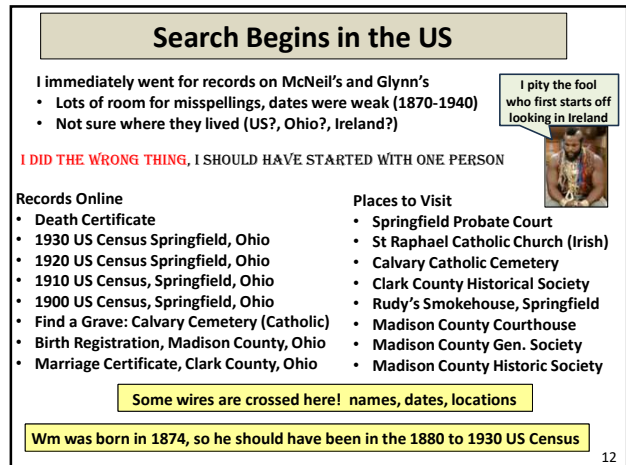 Search Begins in the US
I immediately went for records on McNeil’s and Glynn’s
• Lots of room for misspellings, dates were weak (1870-1940)
• Not sure where they lived (US?, Ohio?, Ireland?)
I pity the fool
who first starts off
looking in Ireland
I DID THE WRONG THING, I SHOULD HAVE STARTED WITH ONE PERSON
Records Online
• Death Certificate
• 1930 US Census Springfield, Ohio
• 1920 US Census, Springfield, Ohio
• 1910 US Census, Springfield, Ohio
• 1900 US Census, Springfield, Ohio
• Find a Grave: Calvary Cemetery (Catholic)
• Birth Registration, Madison County, Ohio
• Marriage Certificate, Clark County, Ohio
Places to Visit
• Springfield Probate Court
• St Raphael Catholic Church (Irish)
• Calvary Catholic Cemetery
• Clark County Historical Society
• Rudy’s Smokehouse, Springfield
• Madison County Courthouse
• Madison County Gen. Society
• Madison County Historic Society
Some wires are crossed here! names, dates, locations
Wm was born in 1874, so he should have been in the 1880 to 1930 US Census
12